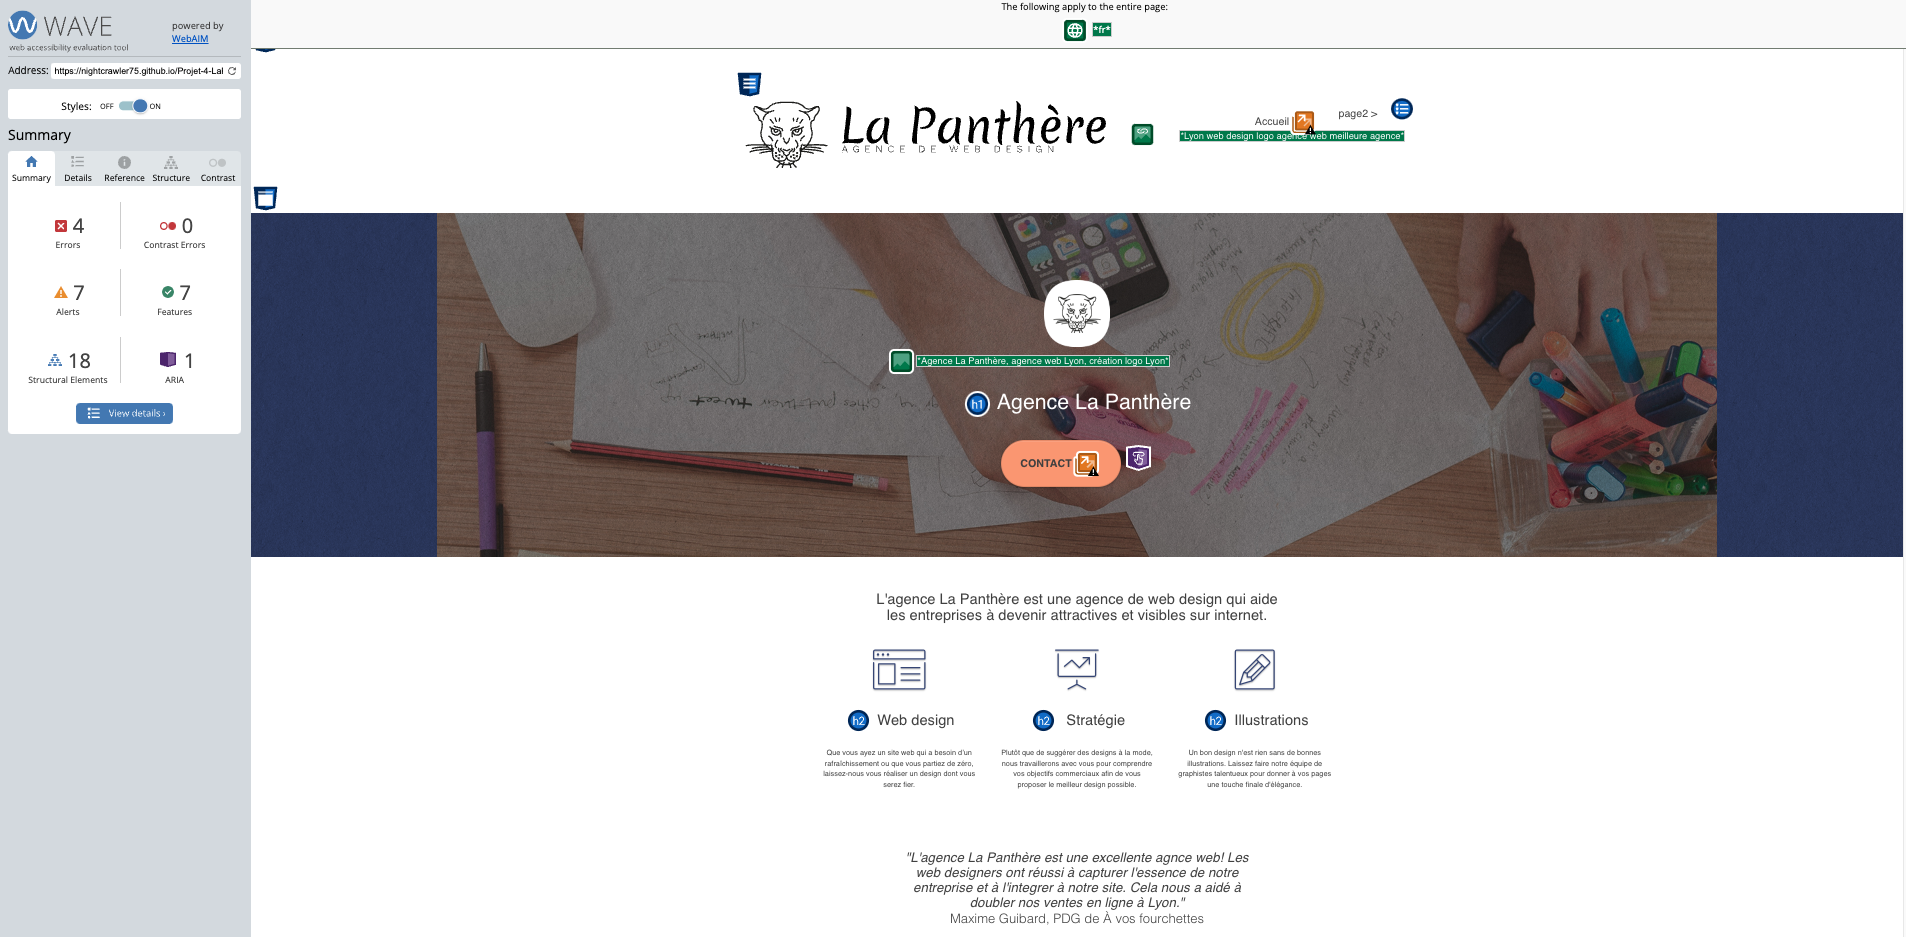 WAVE
web accessibility evaluation tool
powered by
WebAIM
Address: https://nightcrawler75.github.io/Projet-4-Lal
Styles: OFF ON
Summary
Summary Details Reference Structure Contrast
4 Errors
0 Contrast Errors
7 Alerts
7 Features
18 Structural Elements
1 ARIA
View details ›
The following apply to the entire page:
*fr*
La Panthère
AGENCE DE WEB DESIGN
Accueil
page2 >
*Lyon web design logo agence web meilleure agence*
*Agence La Panthère, agence web Lyon, création logo Lyon*
h1 Agence La Panthère
CONTACT
L'agence La Panthère est une agence de web design qui aide
les entreprises à devenir attractives et visibles sur internet.
h2 Web design
Que vous ayez un site web qui a besoin d'un
rafraîchissement ou que vous partiez de zéro,
laissez-nous vous réaliser un design dont vous
serez fier.
h2 Stratégie
Plutôt que de suggérer des designs à la mode,
nous travaillerons avec vous pour comprendre
vos objectifs commerciaux afin de vous
proposer le meilleur design possible.
h2 Illustrations
Un bon design n'est rien sans de bonnes
illustrations. Laissez faire notre équipe de
graphistes talentueux pour donner à vos pages
une touche finale d'élégance.
"L'agence La Panthère est une excellente agnce web! Les
web designers ont réussi à capturer l'essence de notre
entreprise et à l'integrer à notre site. Cela nous a aidé à
doubler nos ventes en ligne à Lyon."
Maxime Guibard, PDG de À vos fourchettes